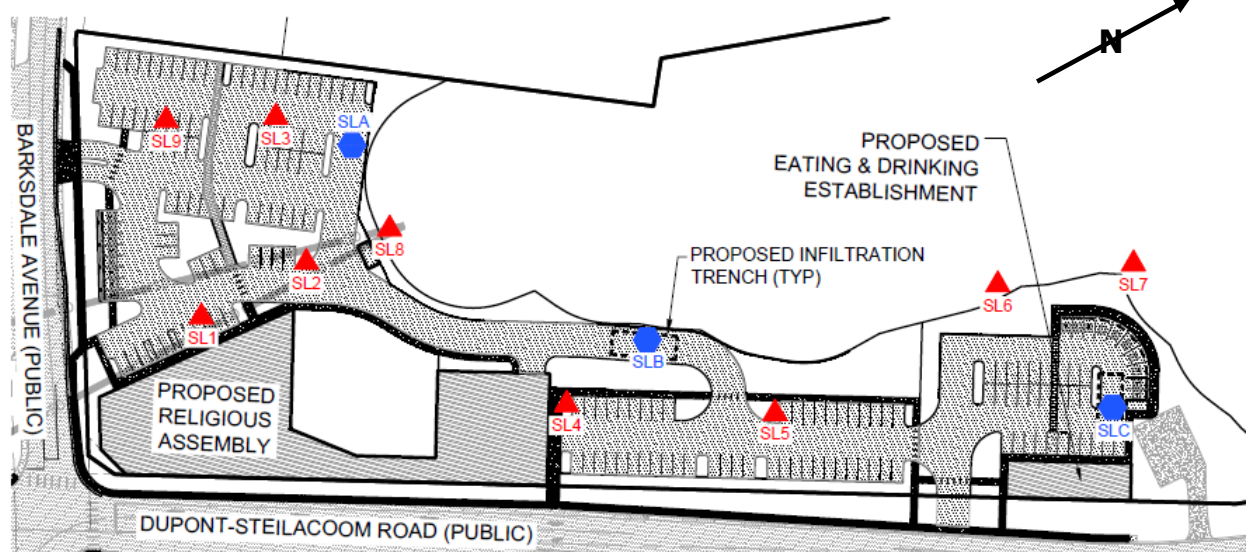 N
SL9
SL3
SLA
PROPOSED
EATING & DRINKING
ESTABLISHMENT
BARKSDALE AVENUE (PUBLIC)
SL8
SL2
PROPOSED INFILTRATION
TRENCH (TYP)
SL7
SL6
SL1
SLB
PROPOSED
RELIGIOUS
ASSEMBLY
SL4
SL5
SLC
DUPONT-STEILACOOM ROAD (PUBLIC)